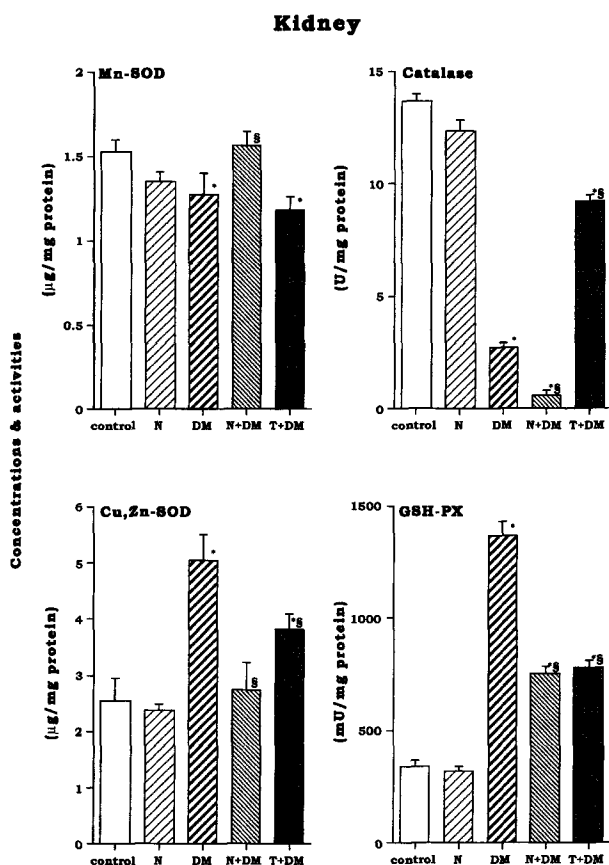 Kidney
Concentrations & activities
Mn-SOD
(μg/mg protein)
2
1.5
1
0.5
0
* § *
control N DM N+DM T+DM
Catalase
(U/mg protein)
15
10
5
0
* *§ *§
control N DM N+DM T+DM
Cu,Zn-SOD
(μg/mg protein)
6
5
4
3
2
1
0
* § *§
control N DM N+DM T+DM
GSH-PX
(mU/mg protein)
1500
1000
500
0
* *§ *§
control N DM N+DM T+DM